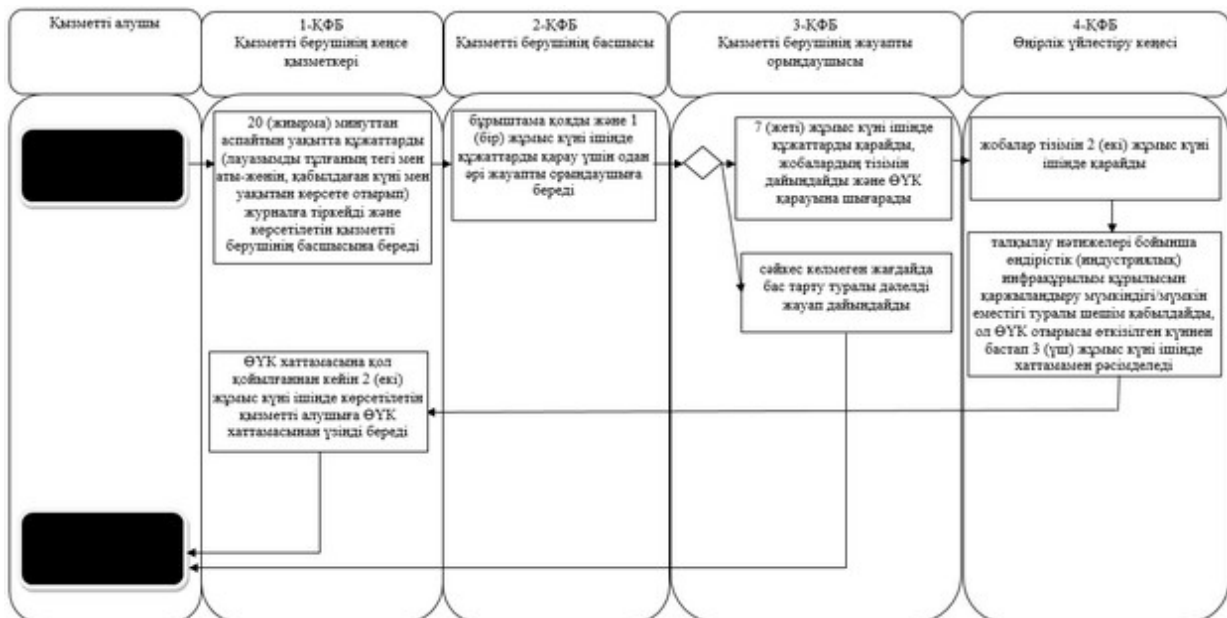 Қызметті алушы
1-ҚФБ
Қызметті берушінің кеңсе
қызметкері
2-ҚФБ
Қызметті берушінің басшысы
3-ҚФБ
Қызметті берушінің жауапты
орындаушысы
4-ҚФБ
Өңірлік үйлестіру кеңесі
20 (жиырма) минуттан
аспайтын уақытта құжаттарды
(лауазымды тұлғаның тегі мен
аты-жөнін, қабылдаған күні мен
уақытын көрсете отырып)
журналға тіркейді және
көрсетілетін қызметті
берушінің басшысына береді
бұрыштама қояды және 1
(бір) жұмыс күні ішінде
құжаттарды қарау үшін одан
әрі жауапты орындаушыға
береді
7 (жеті) жұмыс күні ішінде
құжаттарды қарайды,
жобалардың тізімін
дайындайды және ӨҮК
қарауына шығарады
жобалар тізімін 2 (екі) жұмыс күні
ішінде қарайды
сәйкес келмеген жағдайда
бас тарту туралы дәлелді
жауап дайындайды
талқылау нәтижелері бойынша
өндірістік (индустриялық)
инфрақұрылым құрылысын
қаржыландыру мүмкіндігі/мүмкін
еместігі туралы шешім қабылдайды,
ол ӨҮК отырысы өткізілген күннен
бастап 3 (үш) жұмыс күні ішінде
хаттамамен рәсімделеді
ӨҮК хаттамасына қол
қойылғаннан кейін 2 (екі)
жұмыс күні ішінде көрсетілетін
қызметті алушыға ӨҮК
хаттамасынан үзінді береді